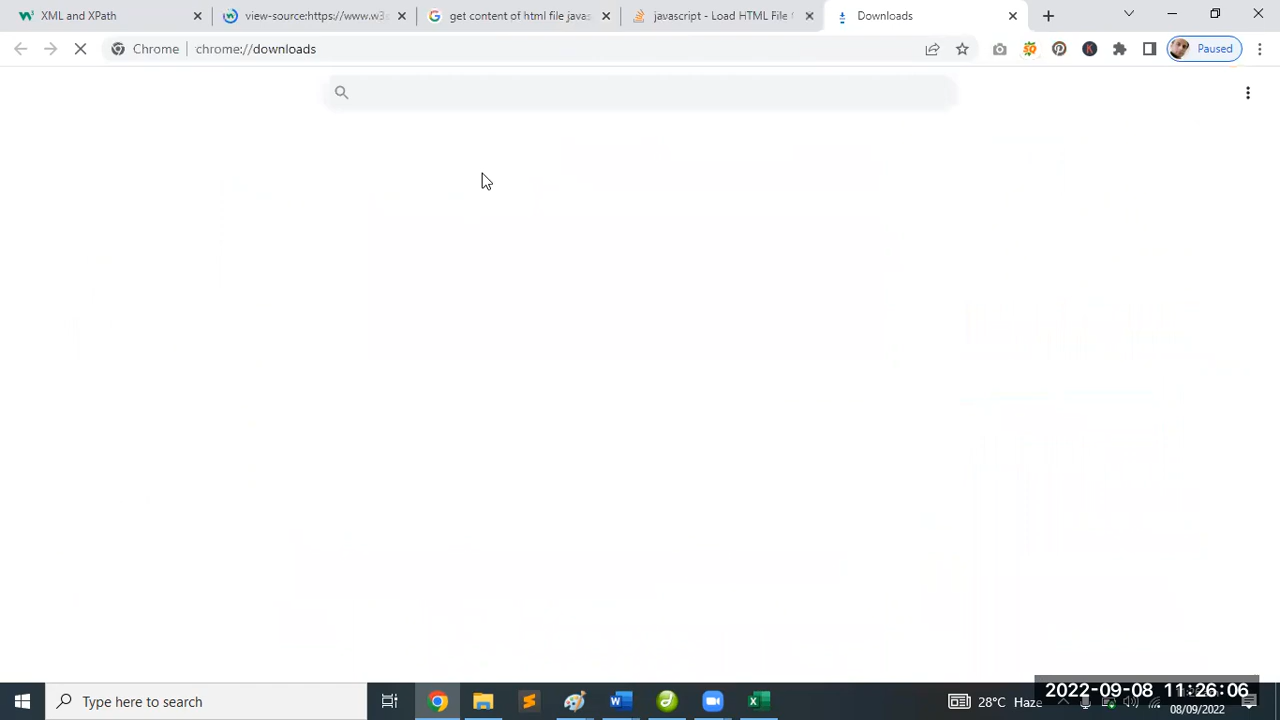 XML and XPath
view-source:https://www.w3.c
get content of html file javas
javascript - Load HTML File
Downloads
Chrome
chrome://downloads
Paused
Type here to search
28°C Haze
2022-09-08 11:26:06
08/09/2022